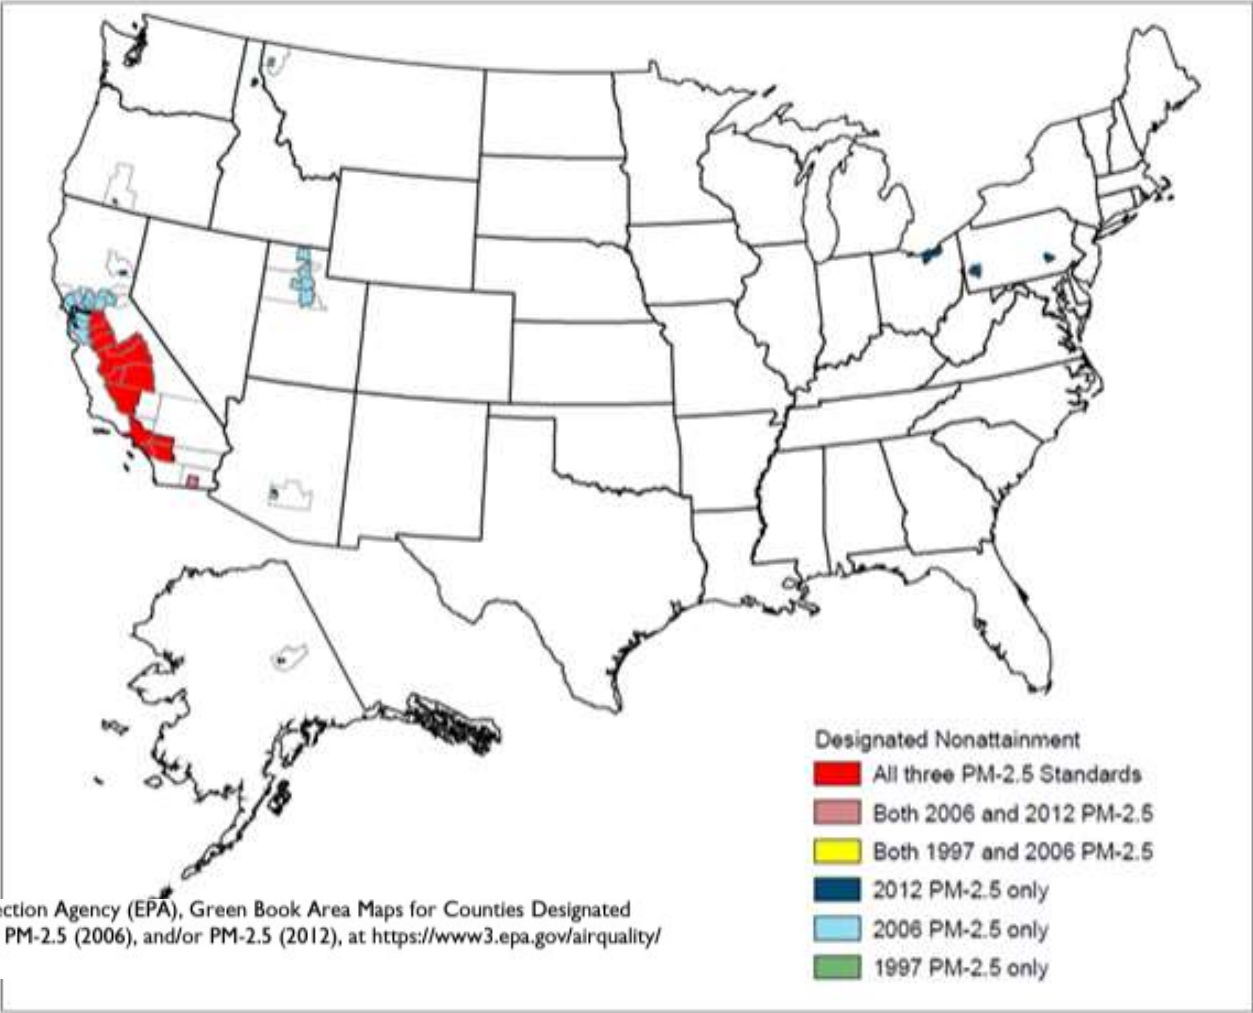 Designated Nonattainment
All three PM-2.5 Standards
Both 2006 and 2012 PM-2.5
Both 1997 and 2006 PM-2.5
2012 PM-2.5 only
2006 PM-2.5 only
1997 PM-2.5 only
ection Agency (EPA), Green Book Area Maps for Counties Designated
PM-2.5 (2006), and/or PM-2.5 (2012), at https://www3.epa.gov/airquality/